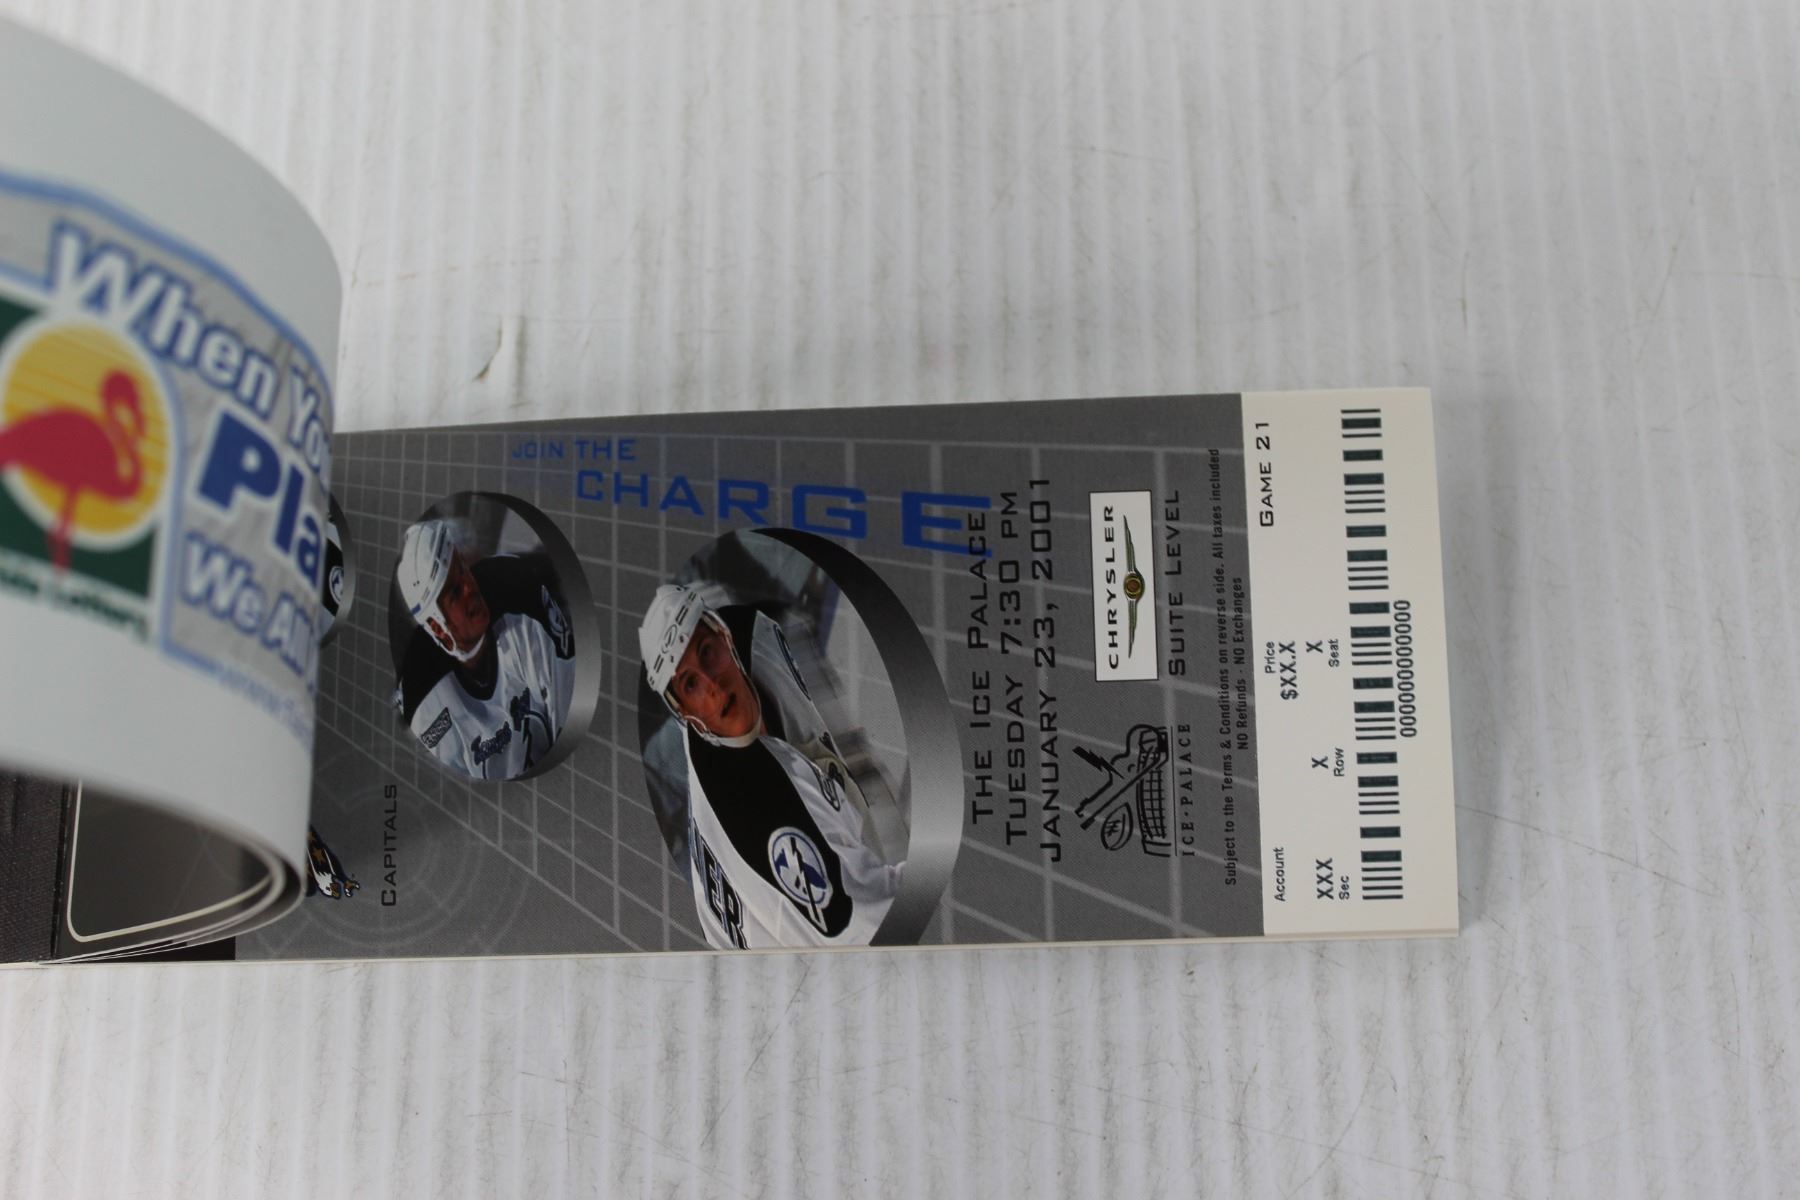 When You
Pla
We All
JOIN THE
CHARGE
CAPITALS
THE ICE PALACE
TUESDAY 7:30 PM
JANUARY 23, 2001
CHRYSLER
SUITE LEVEL
ICE·PALACE
Subject to the Terms & Conditions on reverse side. All taxes included
NO Refunds - NO Exchanges
GAME 21
Account
Price
$XX.X
XXX
X
X
Sec
Row
Seat
0000000000000